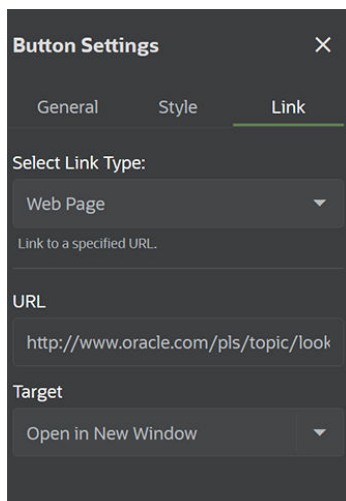 Button Settings
General Style Link
Select Link Type:
Web Page
Link to a specified URL.
URL
http://www.oracle.com/pls/topic/look
Target
Open in New Window